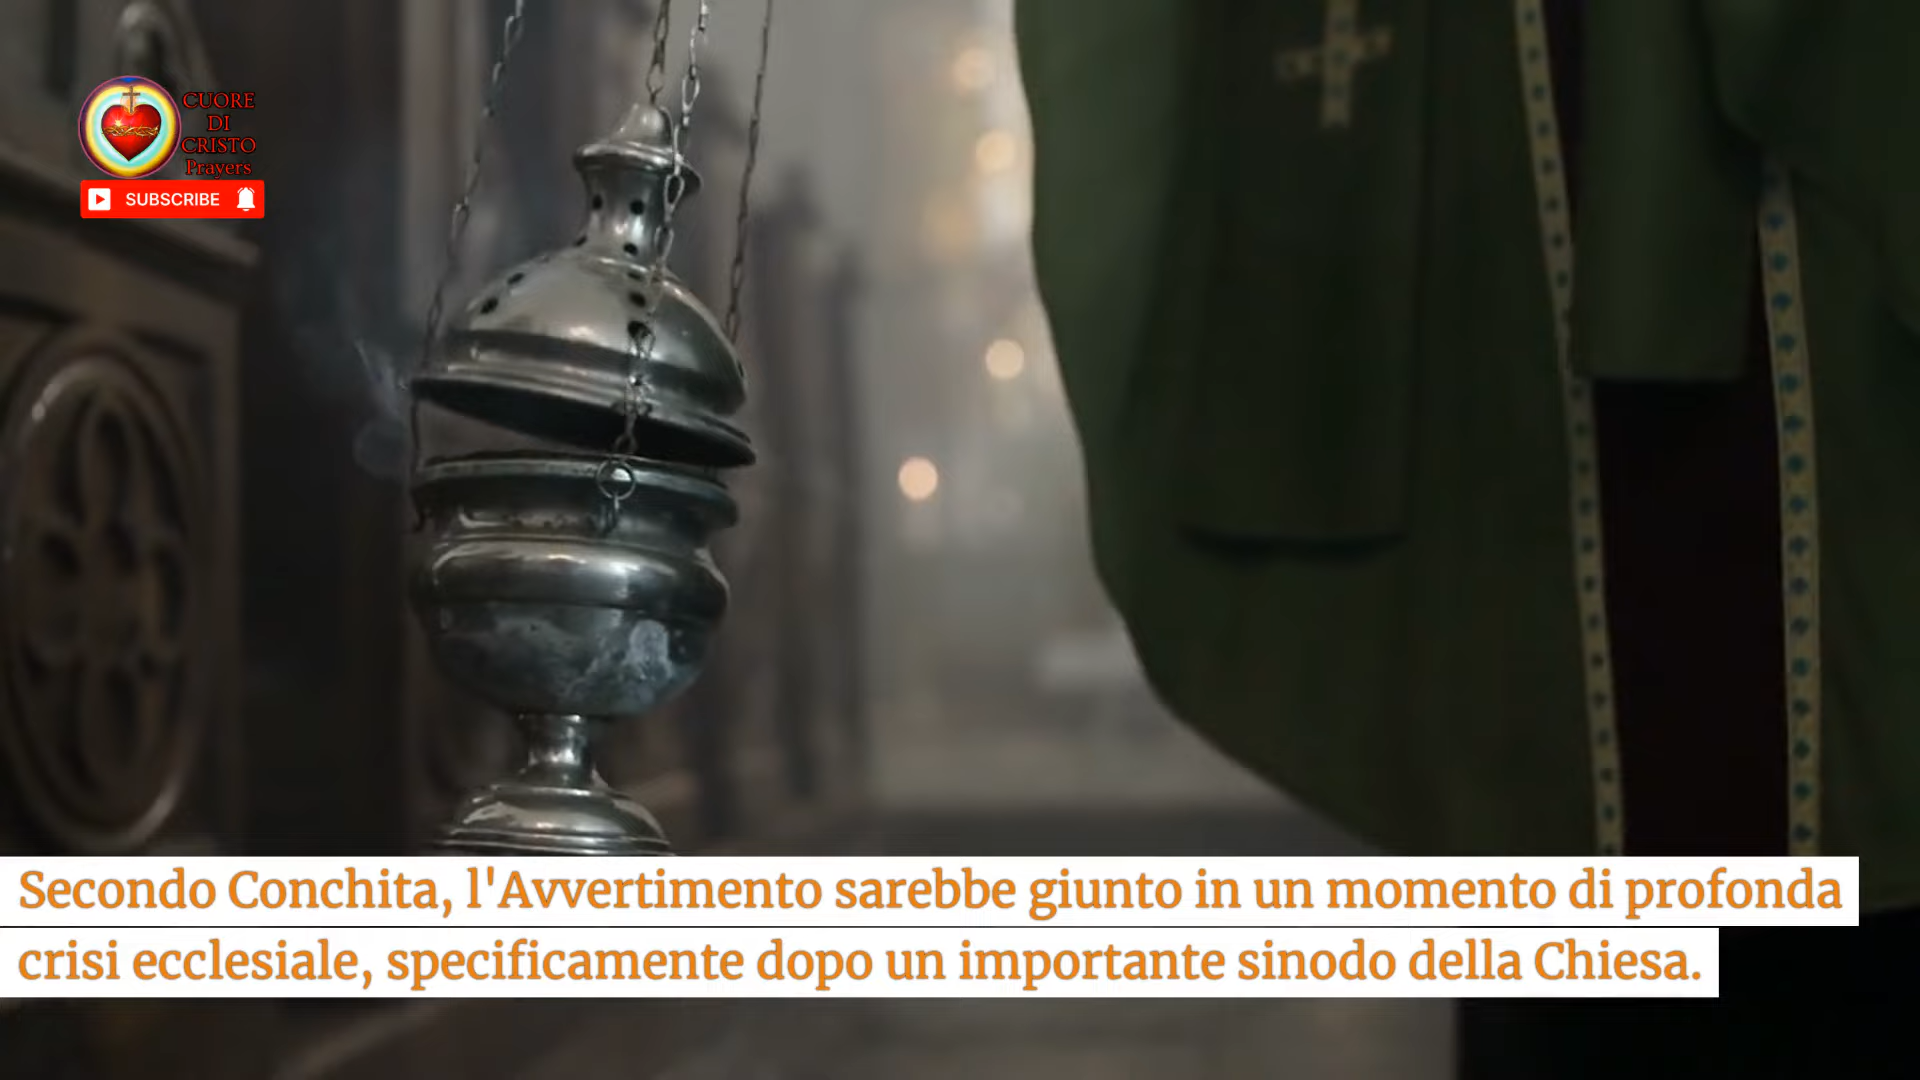 CUORE
DI
CRISTO
Prayers
SUBSCRIBE
Secondo Conchita, l'Avvertimento sarebbe giunto in un momento di profonda
crisi ecclesiale, specificamente dopo un importante sinodo della Chiesa.